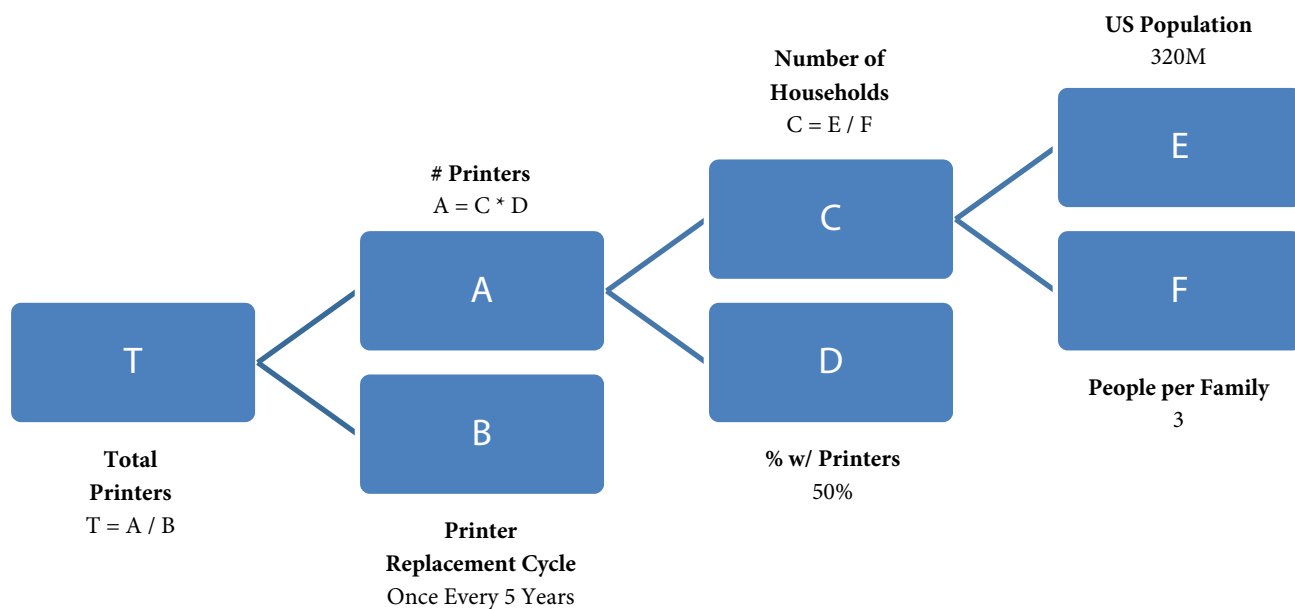 US Population
320M
E
Number of
Households
C = E / F
C
# Printers
A = C * D
A
F
People per Family
3
T
Total
Printers
T = A / B
D
% w/ Printers
50%
B
Printer
Replacement Cycle
Once Every 5 Years